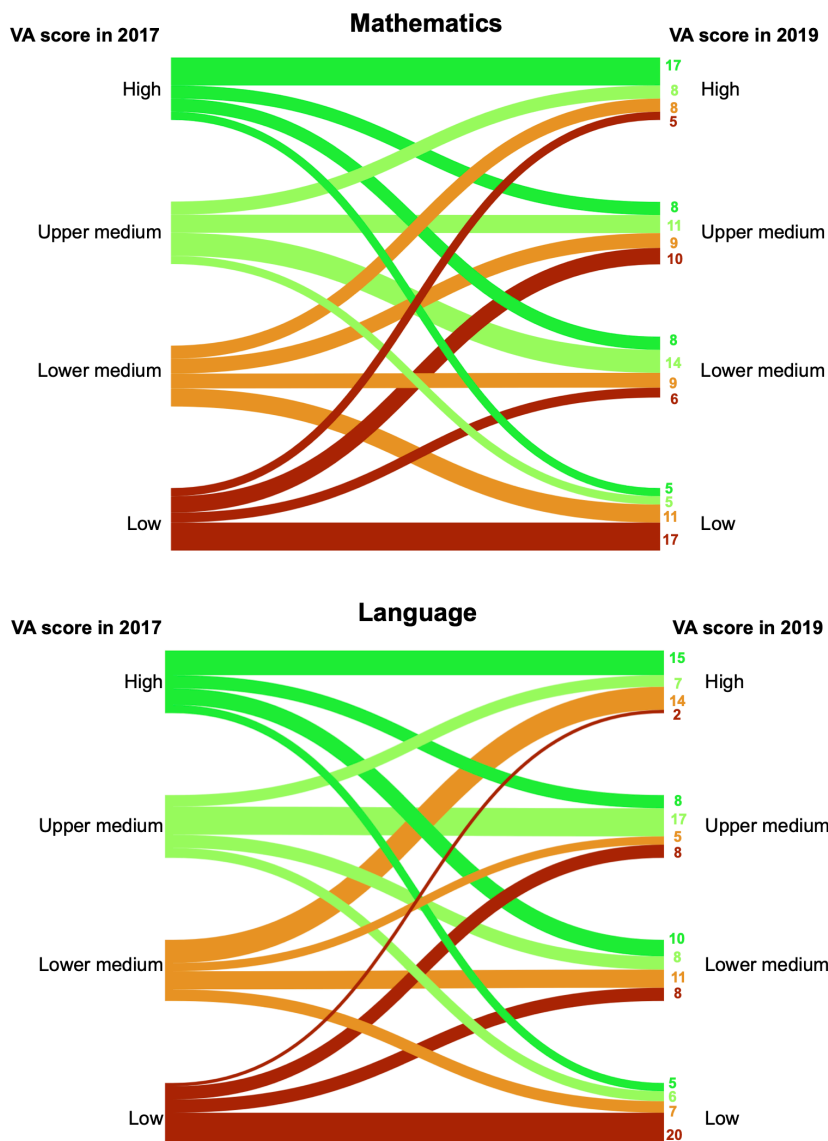 Mathematics
VA score in 2017 VA score in 2019
High 17
8 High
8
5
8
Upper medium 11 Upper medium
9
10
8
Lower medium 14 Lower medium
9
6
5
5
Low 11 Low
17
Language
VA score in 2017 VA score in 2019
15
High 7 High
14
2
8
Upper medium 17 Upper medium
5
8
10
Lower medium 8 Lower medium
11
8
5
6
Low 7 Low
20